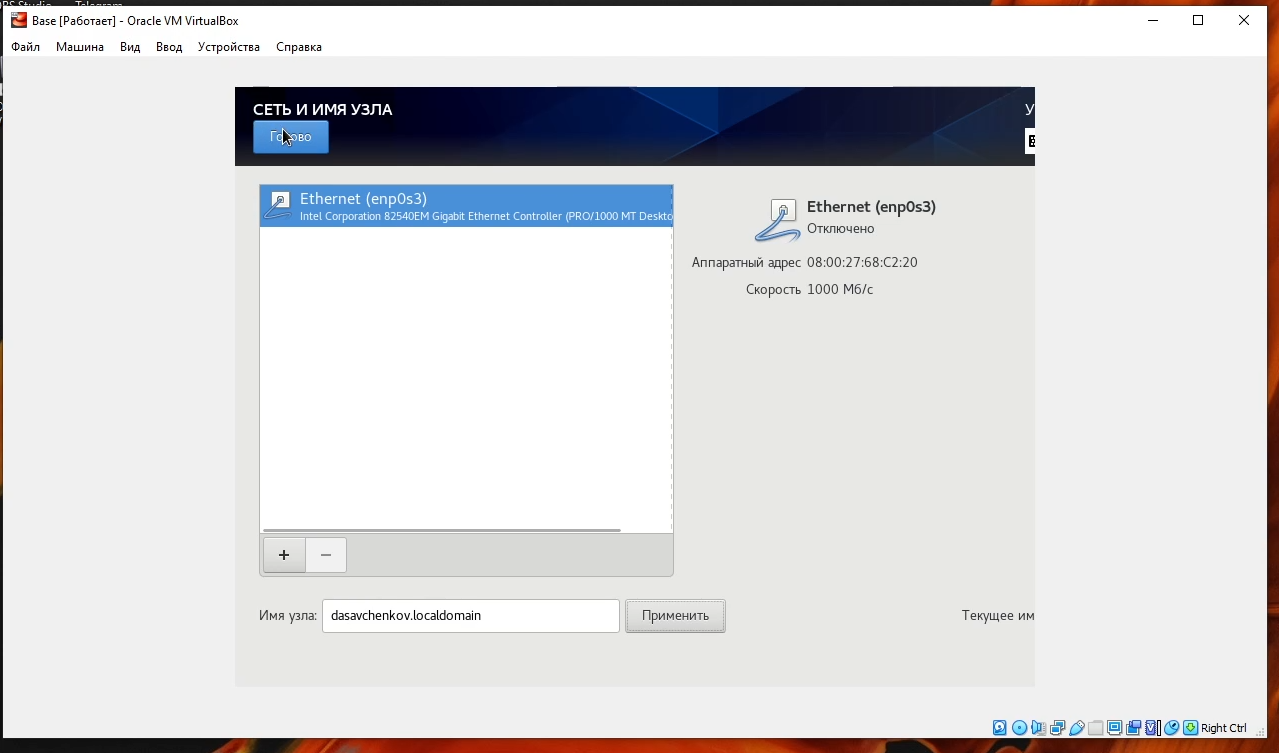 Base [Работает] - Oracle VM VirtualBox
Файл Машина Вид Ввод Устройства Справка
СЕТЬ И ИМЯ УЗЛА
У
Готово
Ethernet (enp0s3)
Intel Corporation 82540EM Gigabit Ethernet Controller (PRO/1000 MT Deskto
Ethernet (enp0s3)
Отключено
Аппаратный адрес 08:00:27:68:C2:20
Скорость 1000 Мб/с
+ −
Имя узла: dasavchenkov.localdomain Применить Текущее им
Right Ctrl